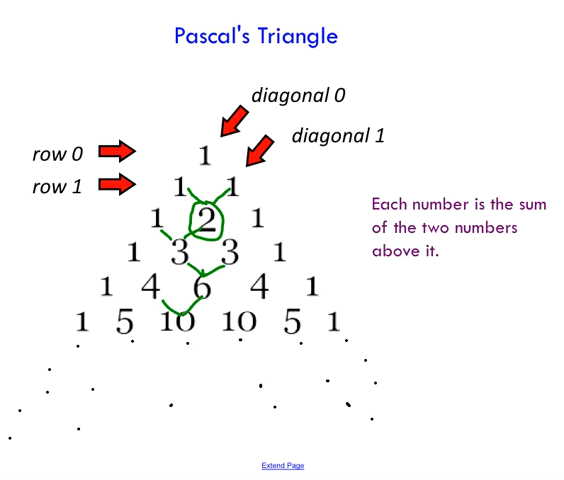 Pascal's Triangle
diagonal 0
diagonal 1
row 0
1
row 1
1 1
1 2 1
Each number is the sum
of the two numbers
above it.
1 3 3 1
1 4 6 4 1
1 5 10 10 5 1
Extend Page